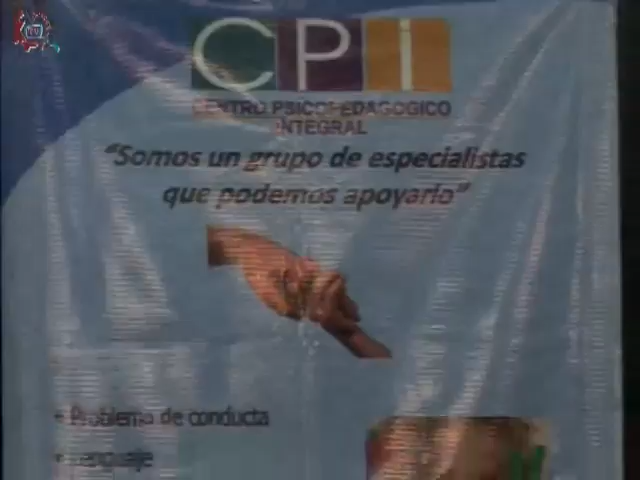 CPi
CENTRO PSICOPEDAGOGICO
INTEGRAL
"Somos un grupo de especialistas
que podemos apoyarlo"
- Problema de conducta
- Lenguaje